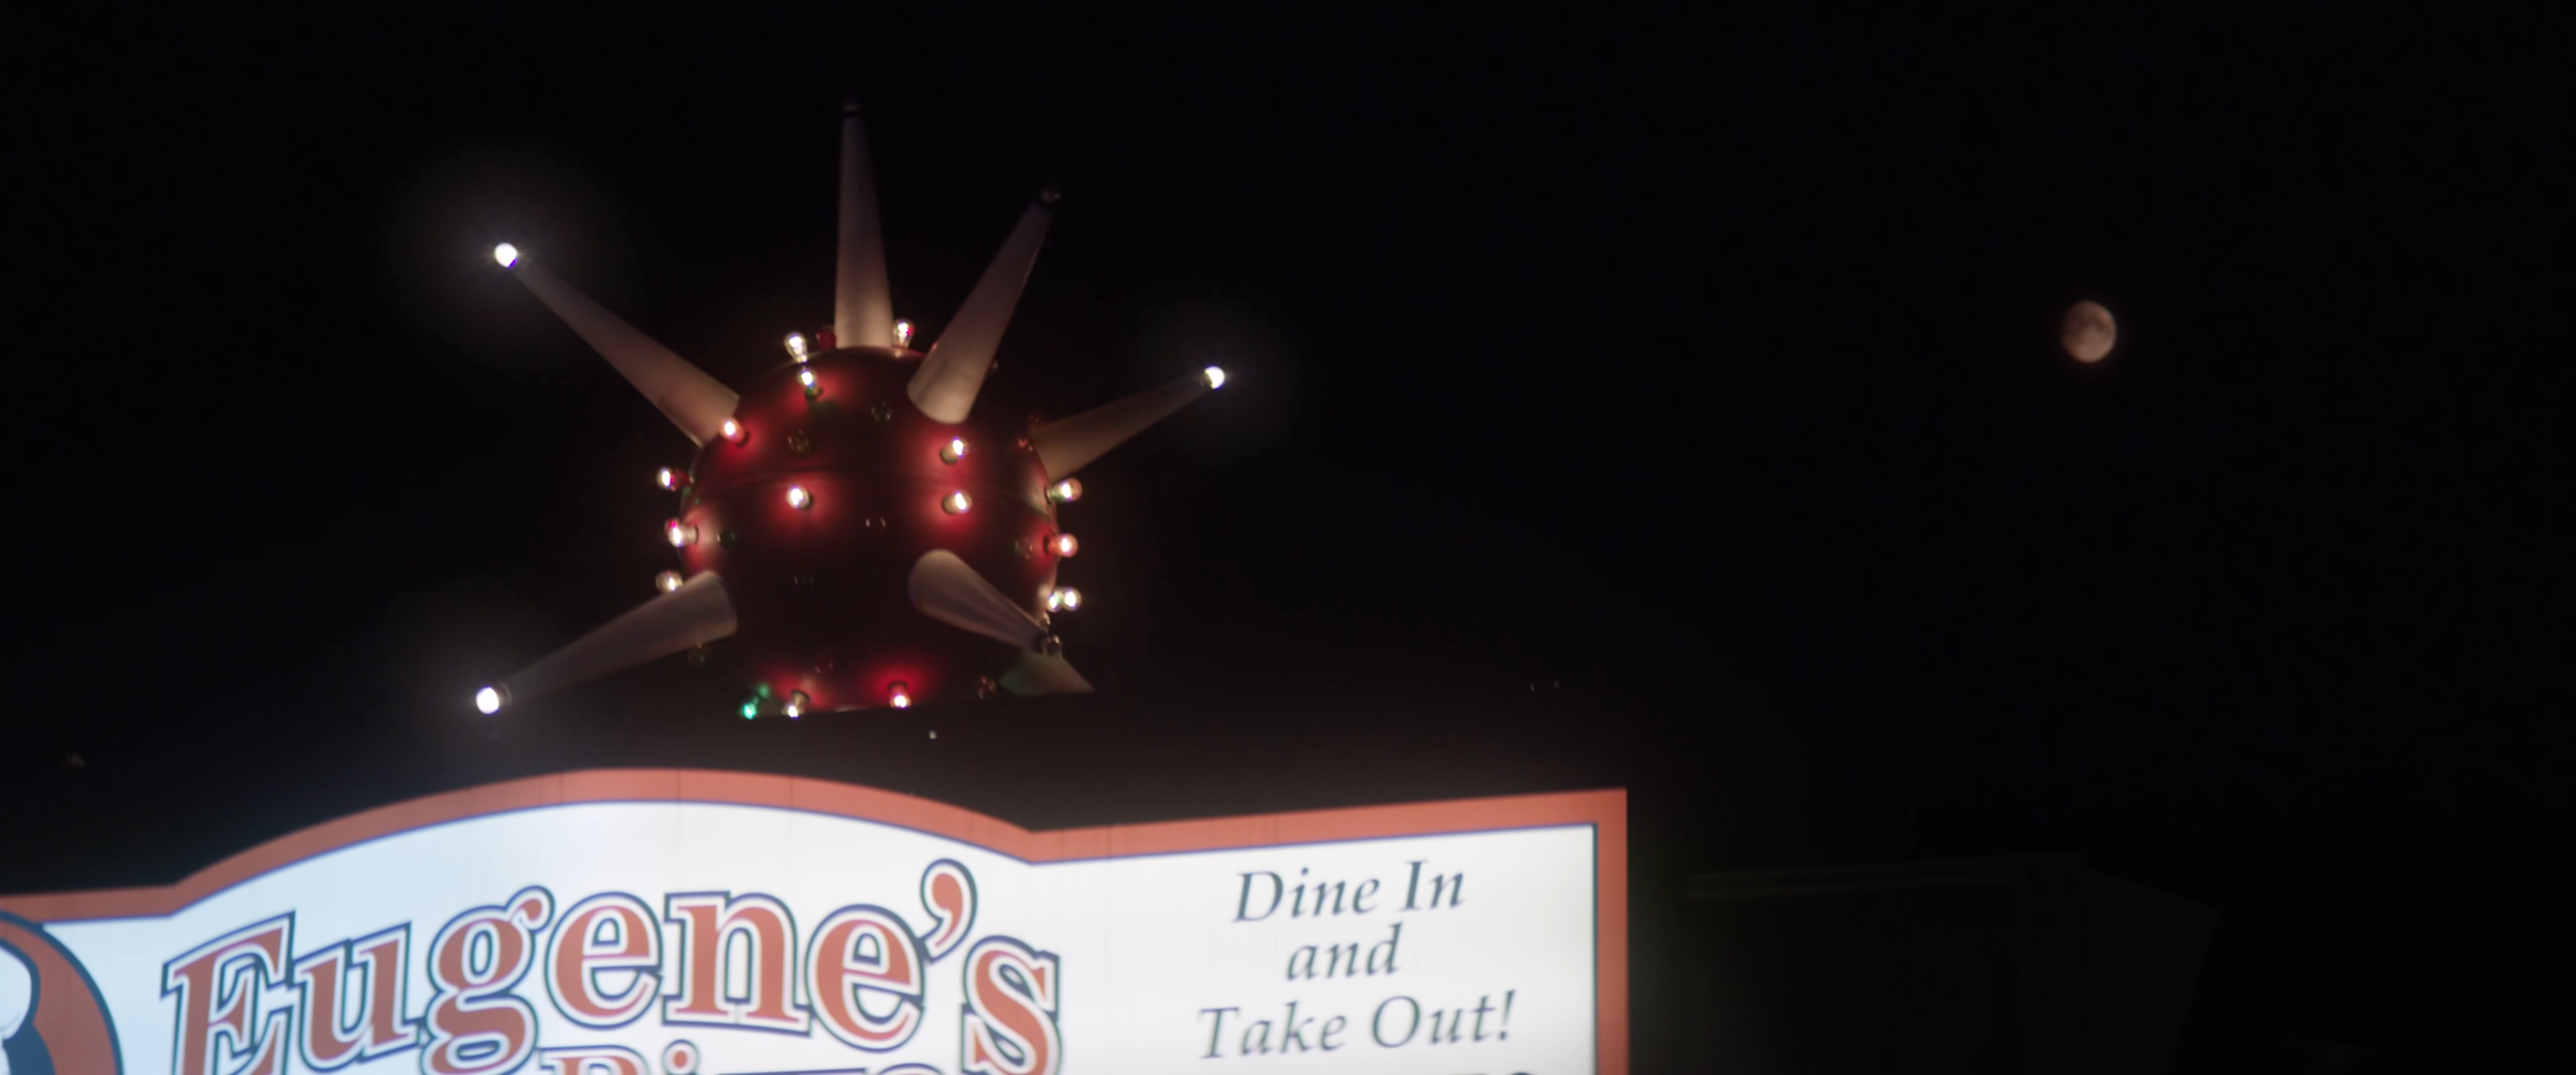 Eugene's
Dine In
and
Take Out!